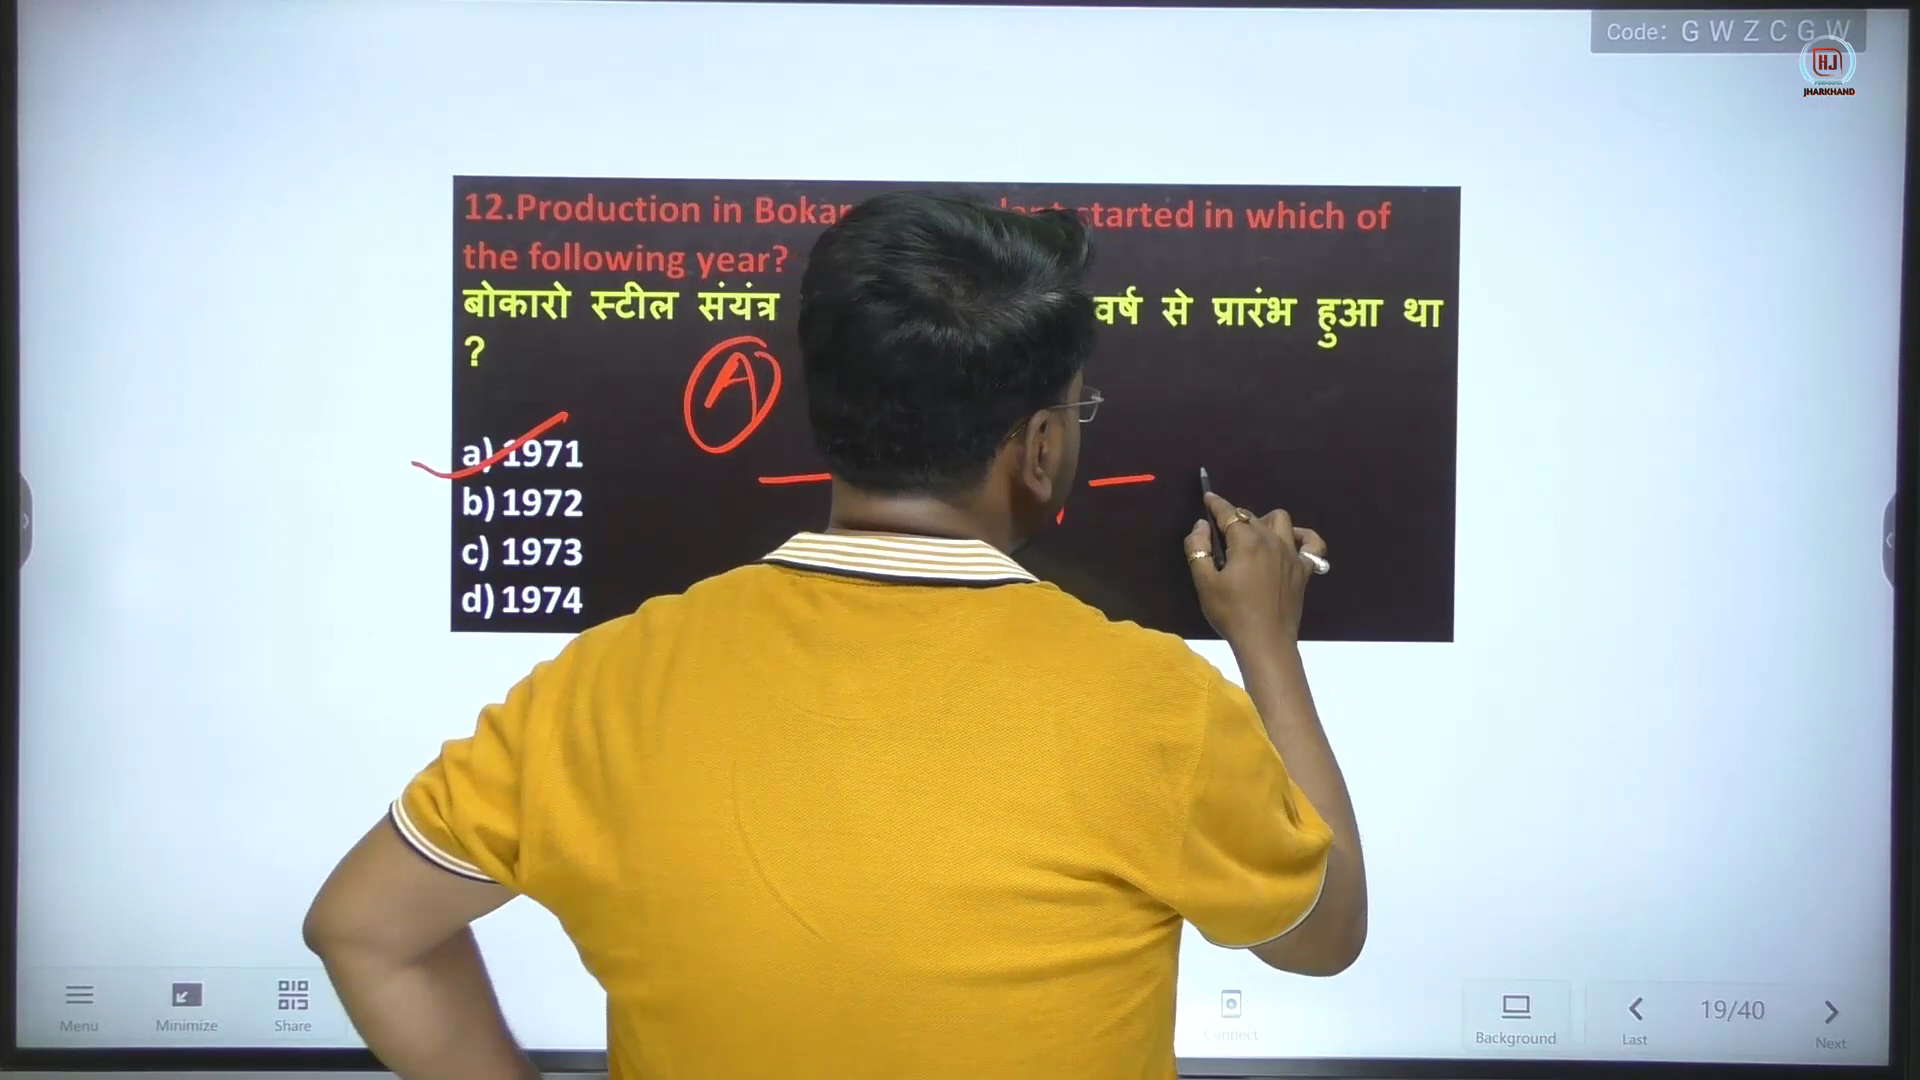 Code: G W Z C G W
HJ
JHARKHAND
12.Production in started in which of
the following year?
बोकारो स्टील संयंत्र वर्ष से प्रारंभ हुआ था
?
A
a) 1971
b) 1972
c) 1973
d) 1974
Menu
Minimize
Share
Connect
Background
Last
19/40
Next